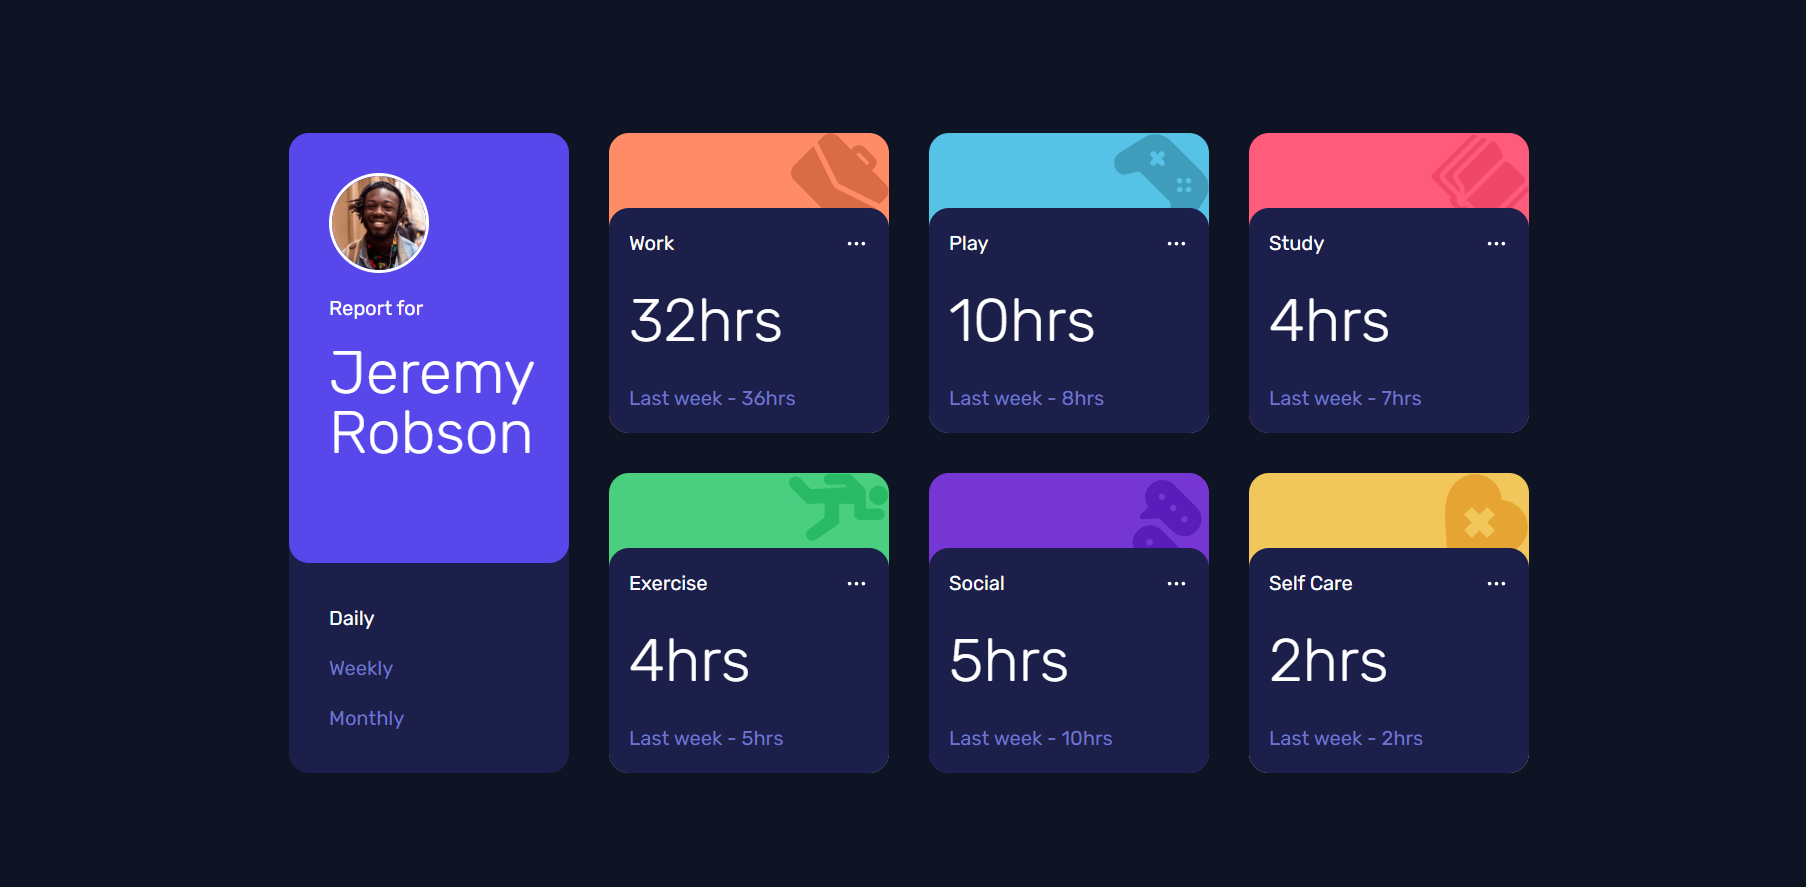 Report for
Jeremy
Robson
Daily
Weekly
Monthly
Work
32hrs
Last week - 36hrs
Play
10hrs
Last week - 8hrs
Study
4hrs
Last week - 7hrs
Exercise
4hrs
Last week - 5hrs
Social
5hrs
Last week - 10hrs
Self Care
2hrs
Last week - 2hrs